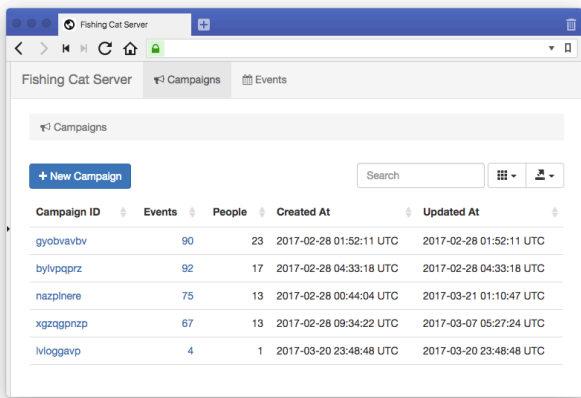 Fishing Cat Server
Fishing Cat Server Campaigns Events
Campaigns
+ New Campaign Search
Campaign ID Events People Created At Updated At
gyobvavbv 90 23 2017-02-28 01:52:11 UTC 2017-02-28 01:52:11 UTC
bylvpqprz 92 17 2017-02-28 04:33:18 UTC 2017-02-28 04:33:18 UTC
nazplnere 75 13 2017-02-28 00:44:04 UTC 2017-03-21 01:10:47 UTC
xgzqgpnzp 67 13 2017-02-28 09:34:22 UTC 2017-03-07 05:27:24 UTC
lvloggavp 4 1 2017-03-20 23:48:48 UTC 2017-03-20 23:48:48 UTC